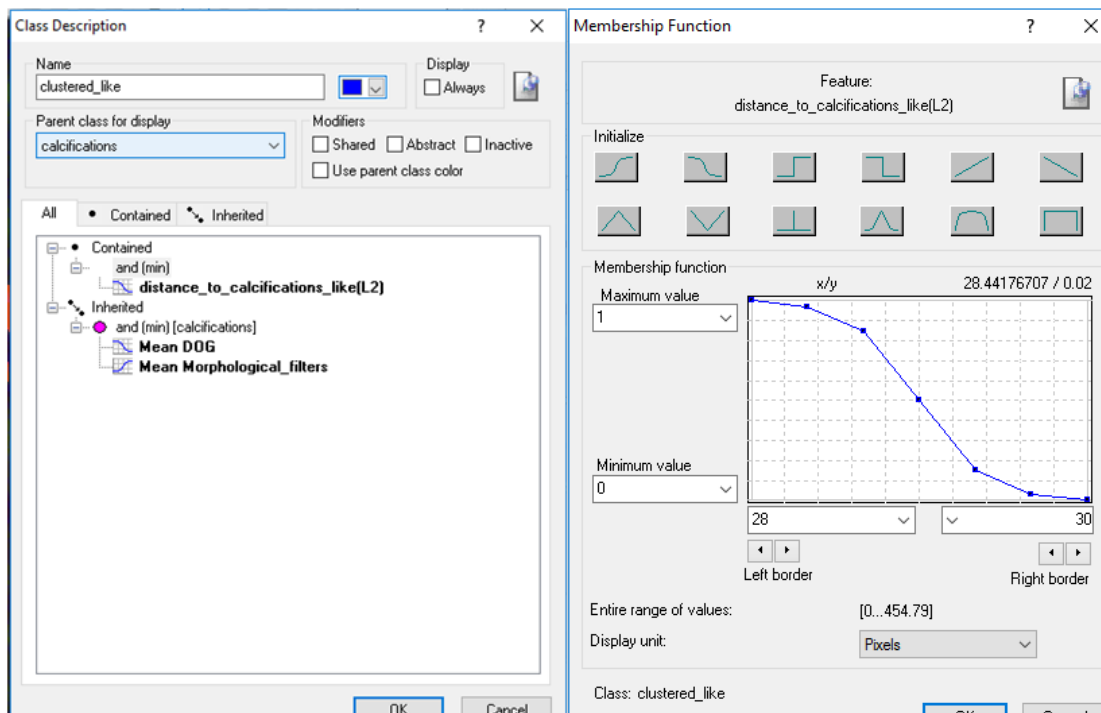 Class Description ? X
Name
clustered_like
Display
Always
Parent class for display
calcifications
Modifiers
Shared Abstract Inactive
Use parent class color
All Contained Inherited
Contained
and (min)
distance_to_calcifications_like(L2)
Inherited
and (min) [calcifications]
Mean DOG
Mean Morphological_filters
OK Cancel
Membership Function ? X
Feature:
distance_to_calcifications_like(L2)
Initialize
Membership function
Maximum value
1
x/y 28.44176707 / 0.02
Minimum value
0
28 30
Left border Right border
Entire range of values: [0...454.79]
Display unit: Pixels
Class: clustered_like
OK Cancel